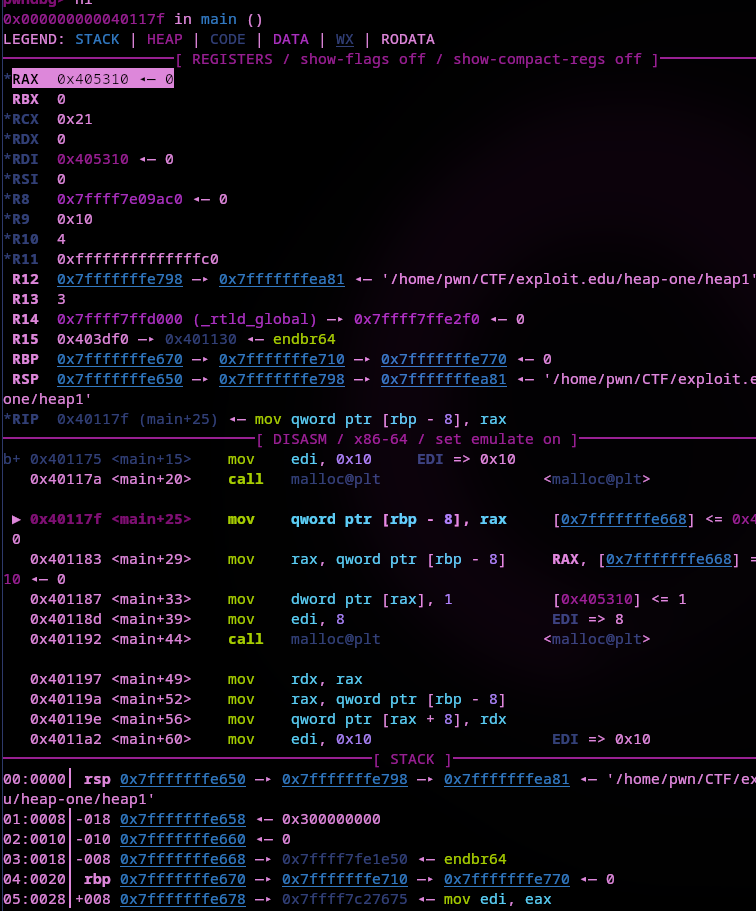 pwndbg> ni
0x000000000040117f in main ()
LEGEND: STACK | HEAP | CODE | DATA | WX | RODATA
[ REGISTERS / show-flags off / show-compact-regs off ]
*RAX  0x405310 ◂— 0
RBX  0
*RCX  0x21
*RDX  0
*RDI  0x405310 ◂— 0
*RSI  0
*R8   0x7ffff7e09ac0 ◂— 0
*R9   0x10
*R10  4
*R11  0xffffffffffffffc0
R12  0x7fffffffe798 —▸ 0x7fffffffea81 ◂— '/home/pwn/CTF/exploit.edu/heap-one/heap1'
R13  3
R14  0x7ffff7ffd000 (_rtld_global) —▸ 0x7ffff7ffe2f0 ◂— 0
R15  0x403df0 —▸ 0x401130 ◂— endbr64
RBP  0x7fffffffe670 —▸ 0x7fffffffe710 —▸ 0x7fffffffe770 ◂— 0
RSP  0x7fffffffe650 —▸ 0x7fffffffe798 —▸ 0x7fffffffea81 ◂— '/home/pwn/CTF/exploit.e
one/heap1'
*RIP  0x40117f (main+25) ◂— mov qword ptr [rbp - 8], rax
[ DISASM / x86-64 / set emulate on ]
b+ 0x401175 <main+15>    mov    edi, 0x10     EDI => 0x10
0x40117a <main+20>    call   malloc@plt                  <malloc@plt>
► 0x40117f <main+25>    mov    qword ptr [rbp - 8], rax     [0x7fffffffe668] <= 0x4
0
0x401183 <main+29>    mov    rax, qword ptr [rbp - 8]     RAX, [0x7fffffffe668] =
10 ◂— 0
0x401187 <main+33>    mov    dword ptr [rax], 1           [0x405310] <= 1
0x40118d <main+39>    mov    edi, 8                       EDI => 8
0x401192 <main+44>    call   malloc@plt                  <malloc@plt>
0x401197 <main+49>    mov    rdx, rax
0x40119a <main+52>    mov    rax, qword ptr [rbp - 8]
0x40119e <main+56>    mov    qword ptr [rax + 8], rdx
0x4011a2 <main+60>    mov    edi, 0x10                    EDI => 0x10
[ STACK ]
00:0000│ rsp 0x7fffffffe650 —▸ 0x7fffffffe798 —▸ 0x7fffffffea81 ◂— '/home/pwn/CTF/ex
u/heap-one/heap1'
01:0008│-018 0x7fffffffe658 ◂— 0x300000000
02:0010│-010 0x7fffffffe660 ◂— 0
03:0018│-008 0x7fffffffe668 —▸ 0x7ffff7fe1e50 ◂— endbr64
04:0020│ rbp 0x7fffffffe670 —▸ 0x7fffffffe710 —▸ 0x7fffffffe770 ◂— 0
05:0028│+008 0x7fffffffe678 —▸ 0x7ffff7c27675 ◂— mov edi, eax